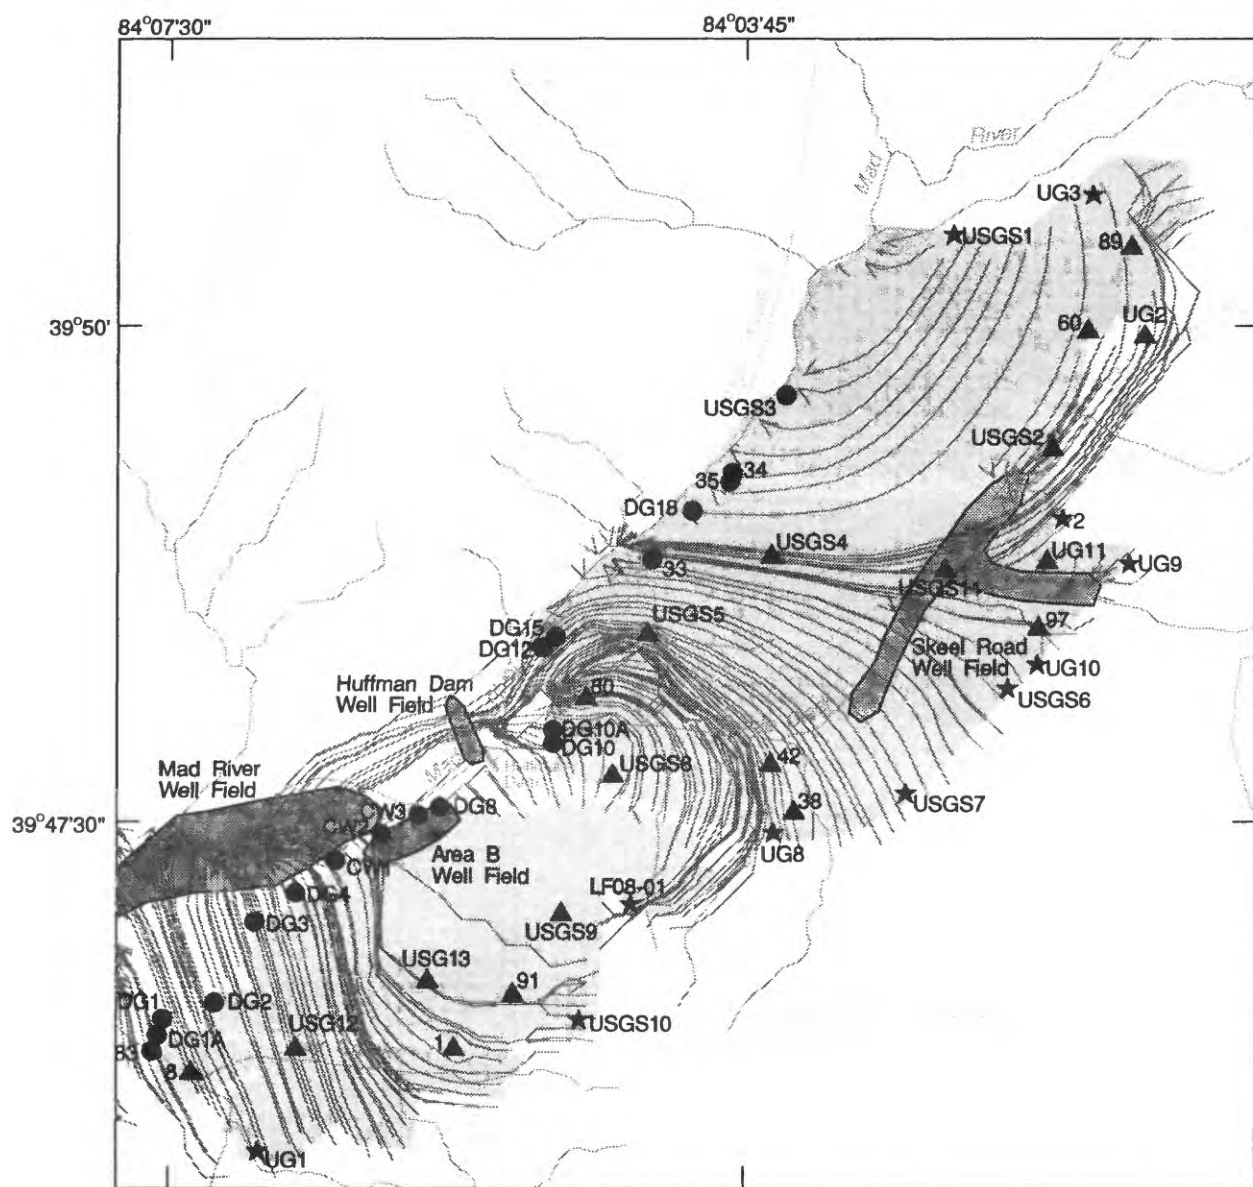 84°07'30"
84°03'45"
River
Mad
UG3
USGS1
89
39°50'
60
UG2
USGS3
USGS2
34
35
DG18
2
USGS4
UG11
UG9
33
USGS11
DG15
USGS5
97
DG12
Skeel Road
Well Field
UG10
Huffman Dam
Well Field
80
USGS6
DG10A
DG10
Mad River
Well Field
USGS8
42
USGS7
CW3
DG8
38
39°47'30"
CW2
UG8
Area B
Well Field
CW1
DG4
LF08-01
DG3
USGS9
USG13
91
DG1
DG2
USGS10
USG12
DG1A
1
83
8
UG1